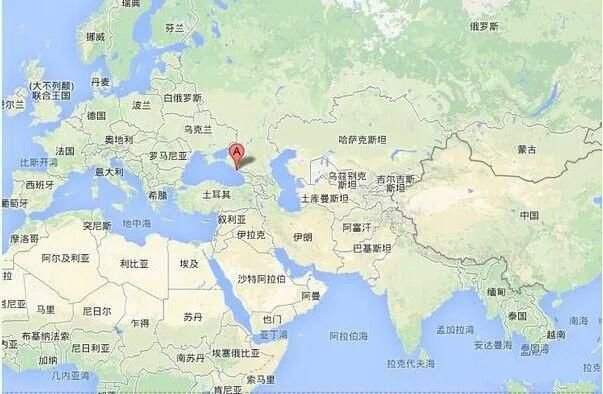 瑞典
芬兰
俄罗斯
挪威
(大不列颠)
联合王国
丹麦
爱尔兰
波兰
白俄罗斯
德国
乌克兰
法国
奥地利
哈萨克斯坦
蒙古
A
比斯开湾
罗马尼亚
意大利
西班牙
葡萄牙
希腊
土耳其
乌兹别克
斯坦
吉尔吉斯
斯坦
土库曼斯坦
中国
突尼斯
地中海
叙利亚
伊拉克
伊朗
阿富汗
摩洛哥
阿尔及利亚
利比亚
埃及
巴基斯坦
沙特阿拉伯
阿曼
马里
尼日尔
乍得
苏丹
也门
亚丁湾
阿拉伯海
孟加拉湾
缅甸
泰国
越南
南海
安达曼海
泰国湾
布基纳法索
加纳
几内亚湾
南苏丹
埃塞俄比亚
索马里
肯尼亚
拉克代夫海